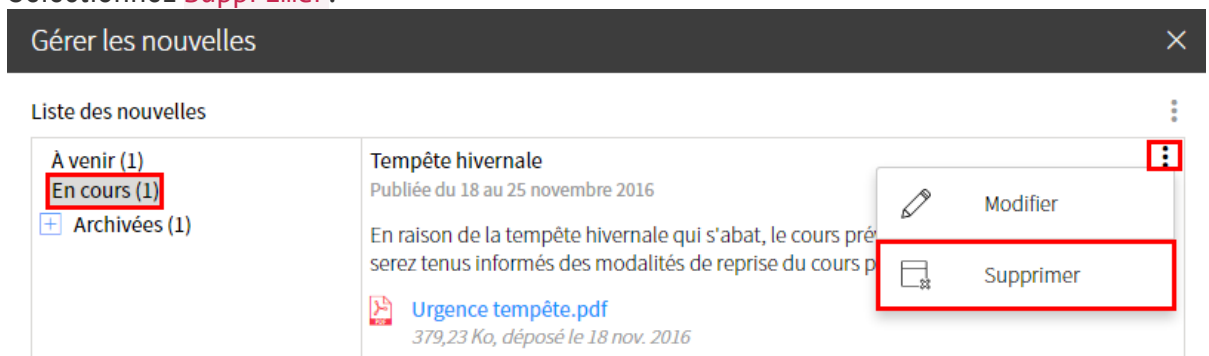 Sélectionnez Supprimer.
Gérer les nouvelles
Liste des nouvelles
À venir (1)
En cours (1)
Archivées (1)
Tempête hivernale
Publiée du 18 au 25 novembre 2016
En raison de la tempête hivernale qui s'abat, le cours
serez tenus informés des modalités de reprise du cours
Urgence tempête.pdf
379,23 Ko, déposé le 18 nov. 2016
Modifier
Supprimer